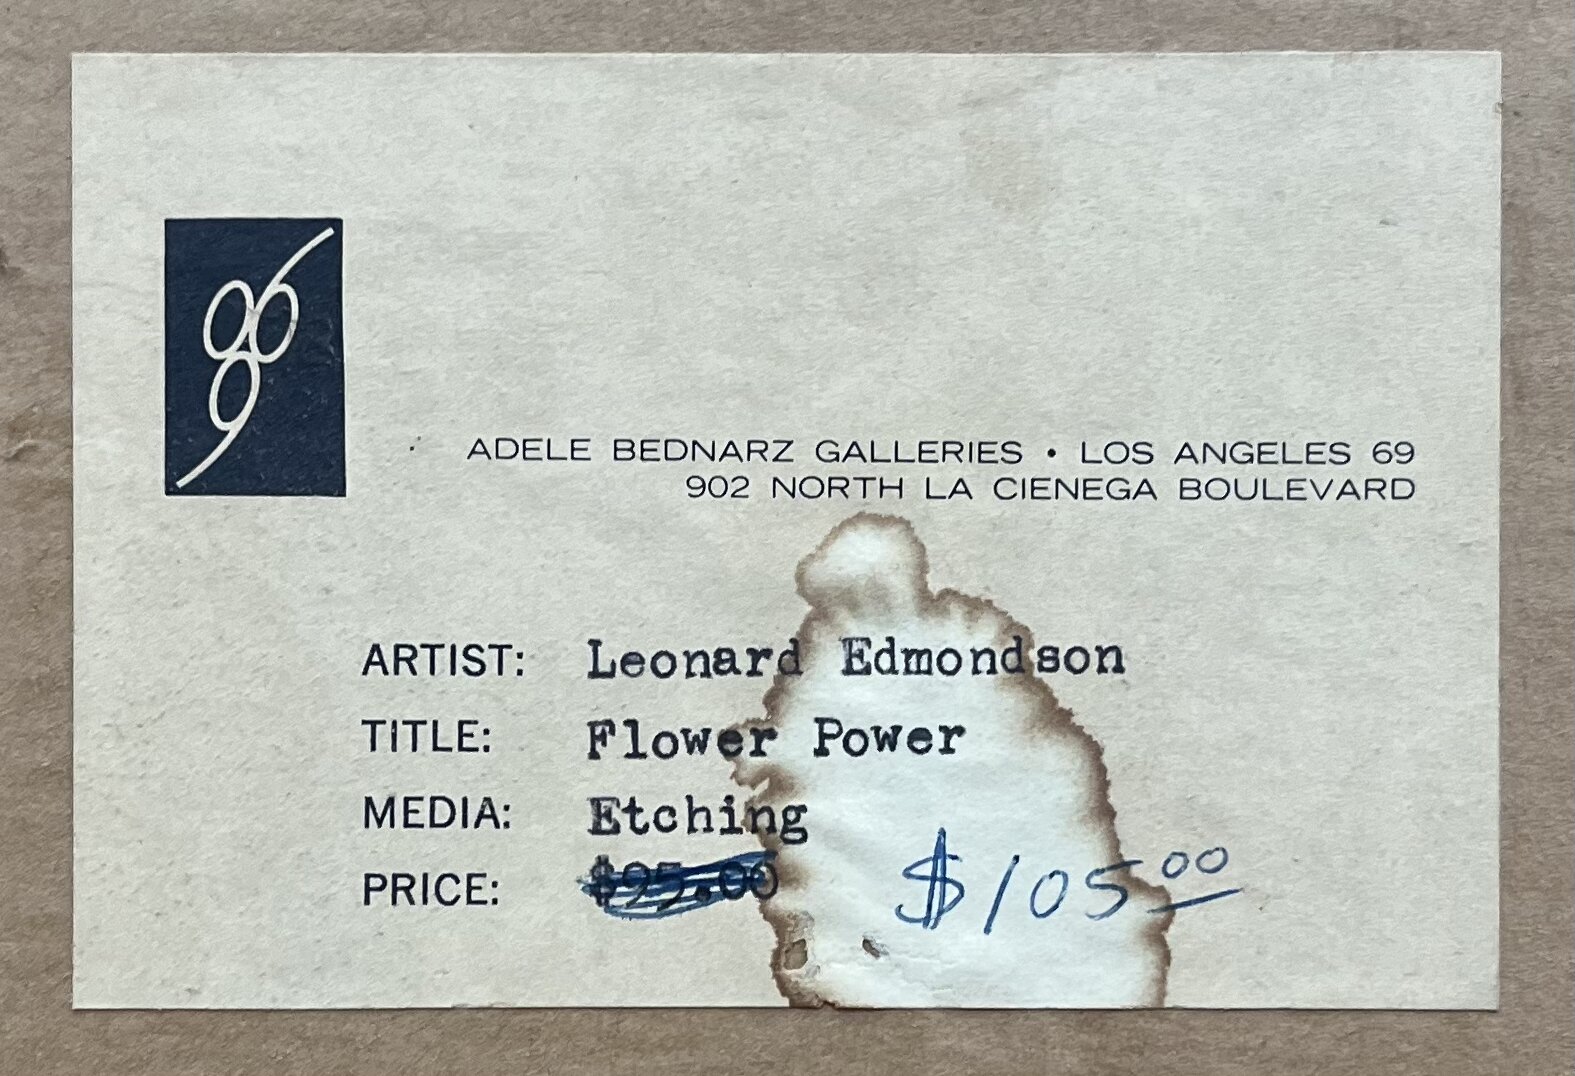 ADELE BEDNARZ GALLERIES • LOS ANGELES 69
902 NORTH LA CIENEGA BOULEVARD
ARTIST: Leonard Edmondson
TITLE: Flower Power
MEDIA: Etching
PRICE: $95.00 $105.00